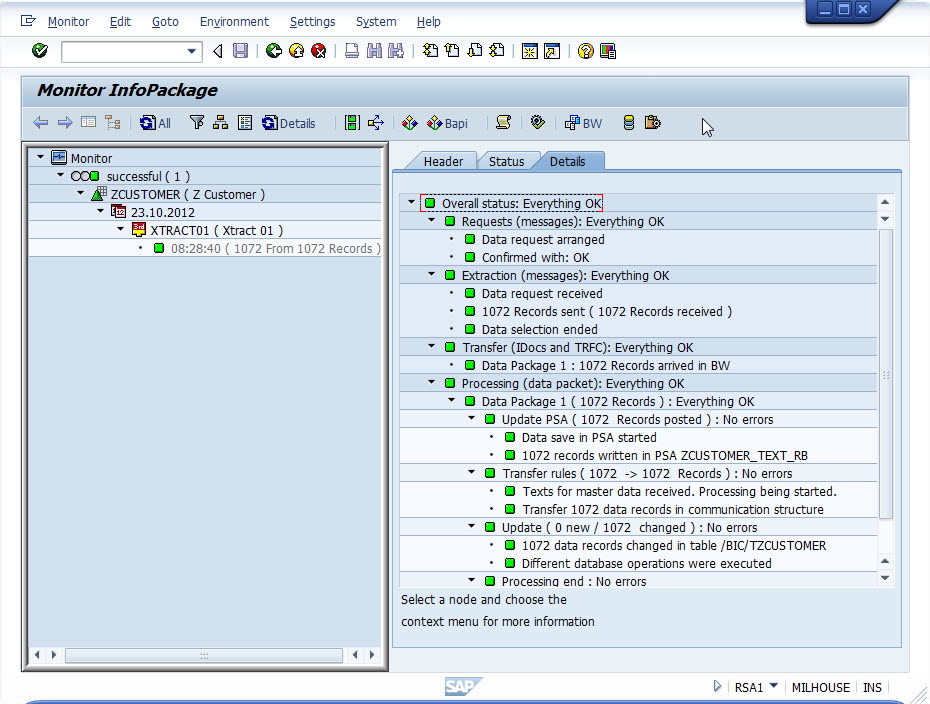 Monitor Edit Goto Environment Settings System Help
Monitor InfoPackage
All Details Bapi BW
Monitor
successful ( 1 )
ZCUSTOMER ( Z Customer )
23.10.2012
XTRACT01 ( Xtract 01 )
08:28:40 ( 1072 From 1072 Records )
Header Status Details
Overall status: Everything OK
Requests (messages): Everything OK
Data request arranged
Confirmed with: OK
Extraction (messages): Everything OK
Data request received
1072 Records sent ( 1072 Records received )
Data selection ended
Transfer (IDocs and TRFC): Everything OK
Data Package 1 : 1072 Records arrived in BW
Processing (data packet): Everything OK
Data Package 1 ( 1072 Records ) : Everything OK
Update PSA ( 1072 Records posted ) : No errors
Data save in PSA started
1072 records written in PSA ZCUSTOMER_TEXT_RB
Transfer rules ( 1072 -> 1072 Records ) : No errors
Texts for master data received. Processing being started.
Transfer 1072 data records in communication structure
Update ( 0 new / 1072 changed ) : No errors
1072 data records changed in table /BIC/TZCUSTOMER
Different database operations were executed
Processing end : No errors
Select a node and choose the
context menu for more information
SAP
RSA1 MILHOUSE INS